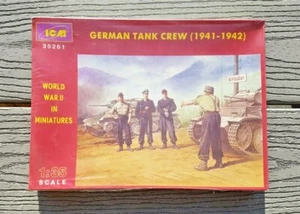 ICM
35261
GERMAN TANK CREW (1941-1942)
WORLD
WAR II
IN
MINIATURES
1:35
SCALE